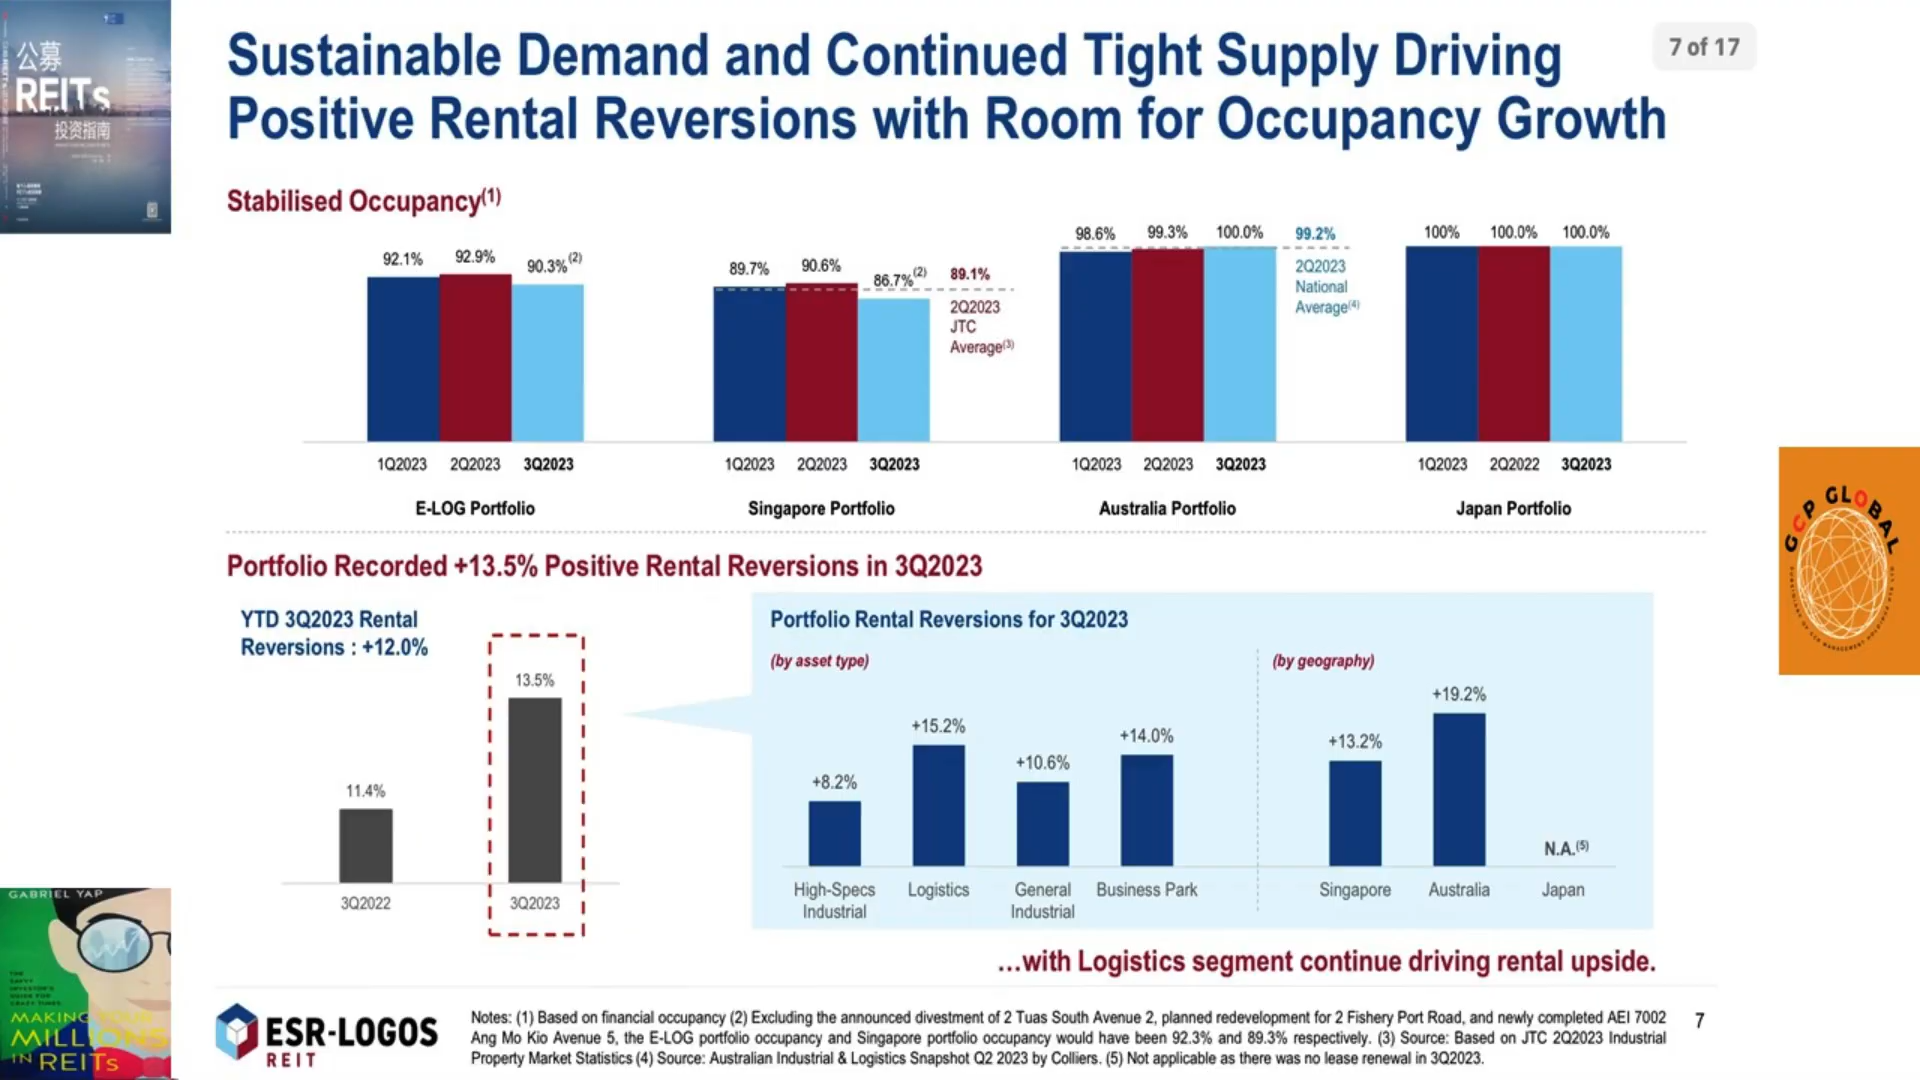 公募
REITs
投资指南
Sustainable Demand and Continued Tight Supply Driving
Positive Rental Reversions with Room for Occupancy Growth
7 of 17
Stabilised Occupancy(1)
92.1% 92.9% 90.3%(2)
1Q2023 2Q2023 3Q2023
E-LOG Portfolio
89.7% 90.6% 86.7%(2) 89.1%
2Q2023
JTC
Average(3)
1Q2023 2Q2023 3Q2023
Singapore Portfolio
98.6% 99.3% 100.0% 99.2%
2Q2023
National
Average(4)
1Q2023 2Q2023 3Q2023
Australia Portfolio
100% 100.0% 100.0%
1Q2023 2Q2022 3Q2023
Japan Portfolio
GCP GLOBAL
Portfolio Recorded +13.5% Positive Rental Reversions in 3Q2023
YTD 3Q2023 Rental
Reversions : +12.0%
11.4% 13.5%
3Q2022 3Q2023
Portfolio Rental Reversions for 3Q2023
(by asset type)
+8.2% +15.2% +10.6% +14.0%
High-Specs Industrial
Logistics
General Industrial
Business Park
(by geography)
+13.2% +19.2% N.A.(5)
Singapore Australia Japan
...with Logistics segment continue driving rental upside.
GABRIEL YAP
THE
SAVVY
INVESTOR'S
GUIDE FOR
CRAZY TIMES
MAKING YOUR
MILLIONS
IN REITs
ESR-LOGOS
REIT
Notes: (1) Based on financial occupancy (2) Excluding the announced divestment of 2 Tuas South Avenue 2, planned redevelopment for 2 Fishery Port Road, and newly completed AEI 7002
Ang Mo Kio Avenue 5, the E-LOG portfolio occupancy and Singapore portfolio occupancy would have been 92.3% and 89.3% respectively. (3) Source: Based on JTC 2Q2023 Industrial
Property Market Statistics (4) Source: Australian Industrial & Logistics Snapshot Q2 2023 by Colliers. (5) Not applicable as there was no lease renewal in 3Q2023.
7